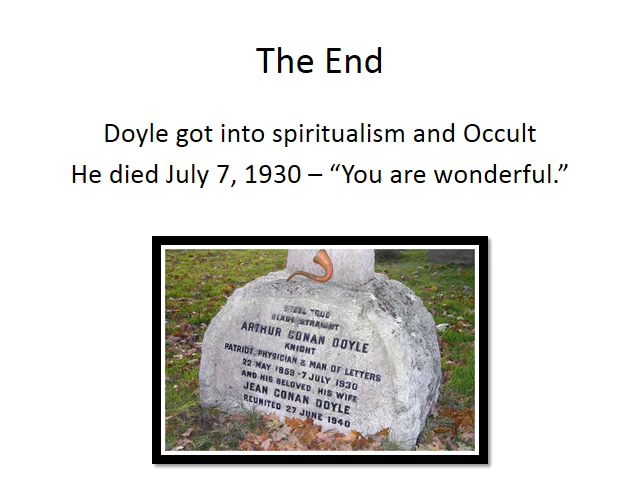 The End
Doyle got into spiritualism and Occult
He died July 7, 1930 – “You are wonderful.”
STEEL TRUE
BLADE STRAIGHT
ARTHUR CONAN DOYLE
KNIGHT
PATRIOT, PHYSICIAN & MAN OF LETTERS
22 MAY 1859 - 7 JULY 1930
AND HIS BELOVED, HIS WIFE
JEAN CONAN DOYLE
REUNITED 27 JUNE 1940